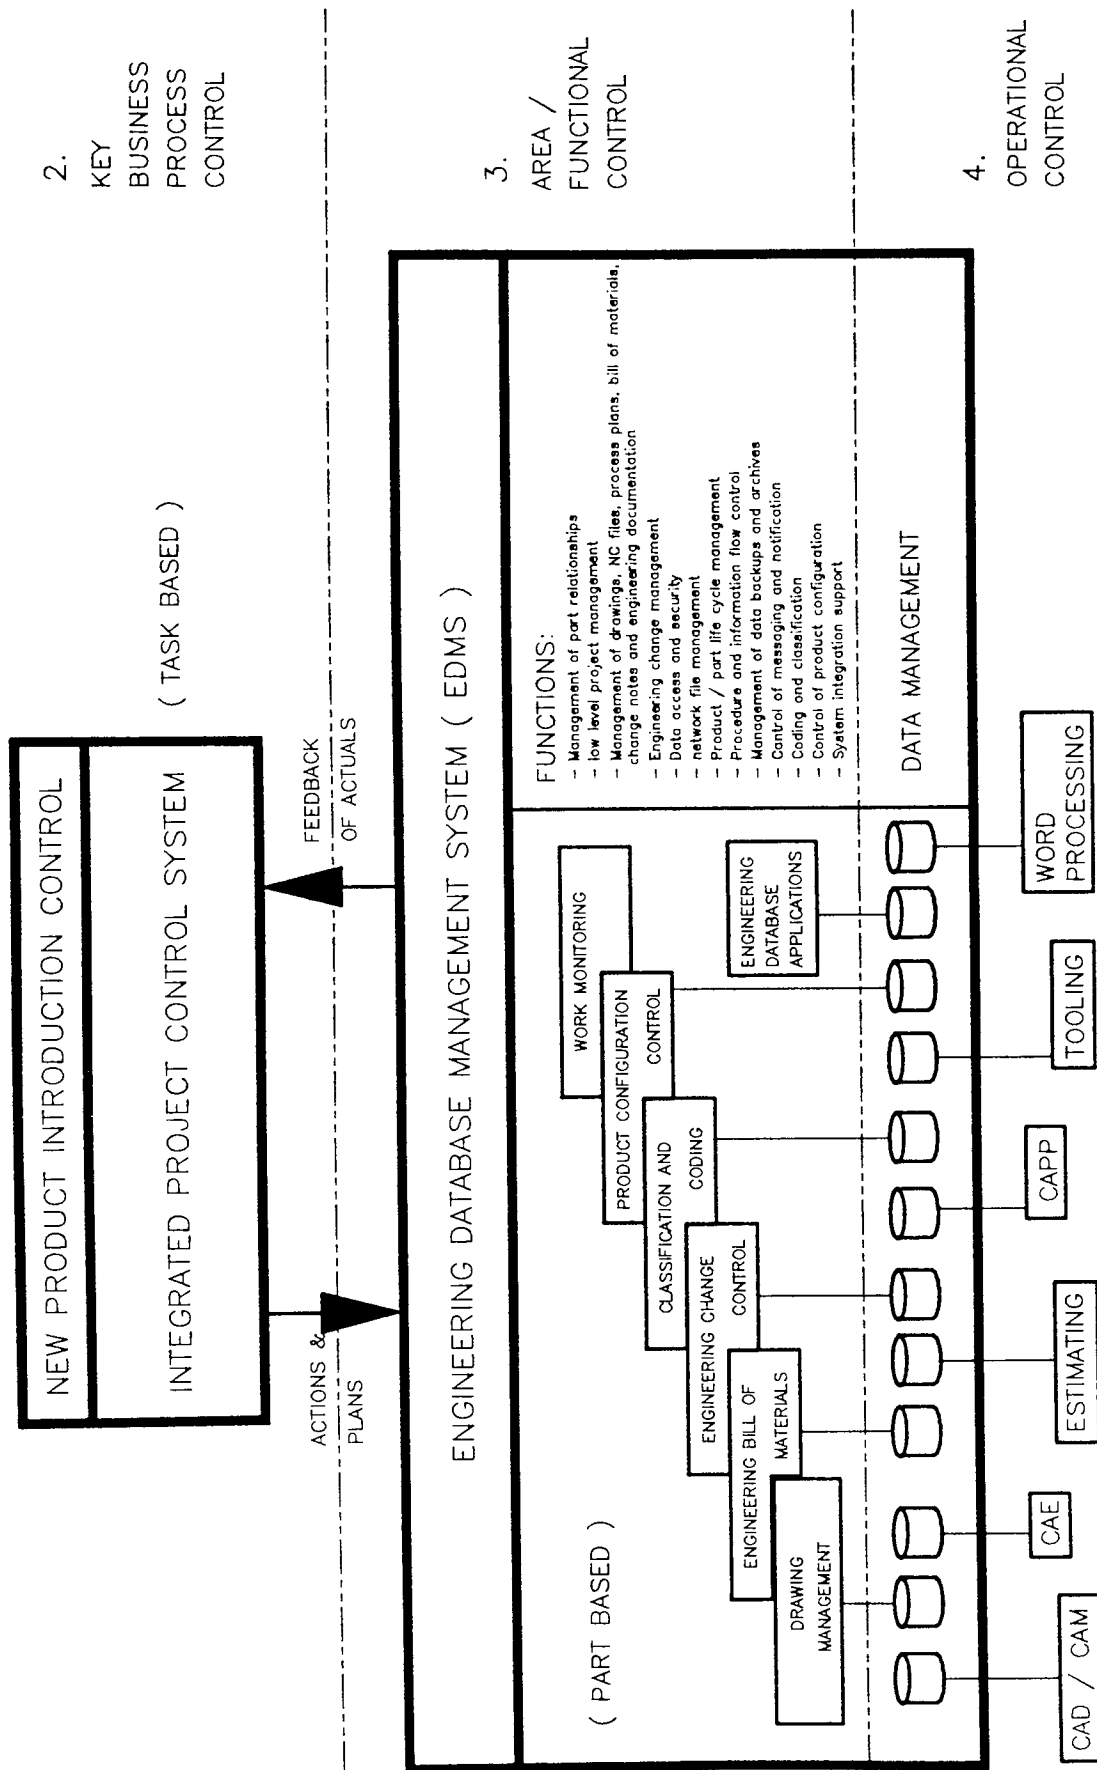 NEW PRODUCT INTRODUCTION CONTROL
INTEGRATED PROJECT CONTROL SYSTEM
( TASK BASED )
2.
KEY
BUSINESS
PROCESS
CONTROL
ACTIONS &
PLANS
FEEDBACK
OF ACTUALS
ENGINEERING DATABASE MANAGEMENT SYSTEM ( EDMS )
3.
AREA /
FUNCTIONAL
CONTROL
( PART BASED )
WORK MONITORING
PRODUCT CONFIGURATION
CONTROL
CLASSIFICATION AND
CODING
ENGINEERING CHANGE
CONTROL
ENGINEERING BILL OF
MATERIALS
DRAWING
MANAGEMENT
ENGINEERING
DATABASE
APPLICATIONS
FUNCTIONS:
- Management of part relationships
- low level project management
- Management of drawings, NC files, process plans, bill of materials,
change notes and engineering documentation
- Engineering change management
- Data access and security
- network file management
- Product / part life cycle management
- Procedure and information flow control
- Management of data backups and archives
- Control of messaging and notification
- Coding and classification
- Control of product configuration
- System integration support
DATA MANAGEMENT
4.
OPERATIONAL
CONTROL
CAD / CAM
CAE
ESTIMATING
CAPP
TOOLING
WORD
PROCESSING